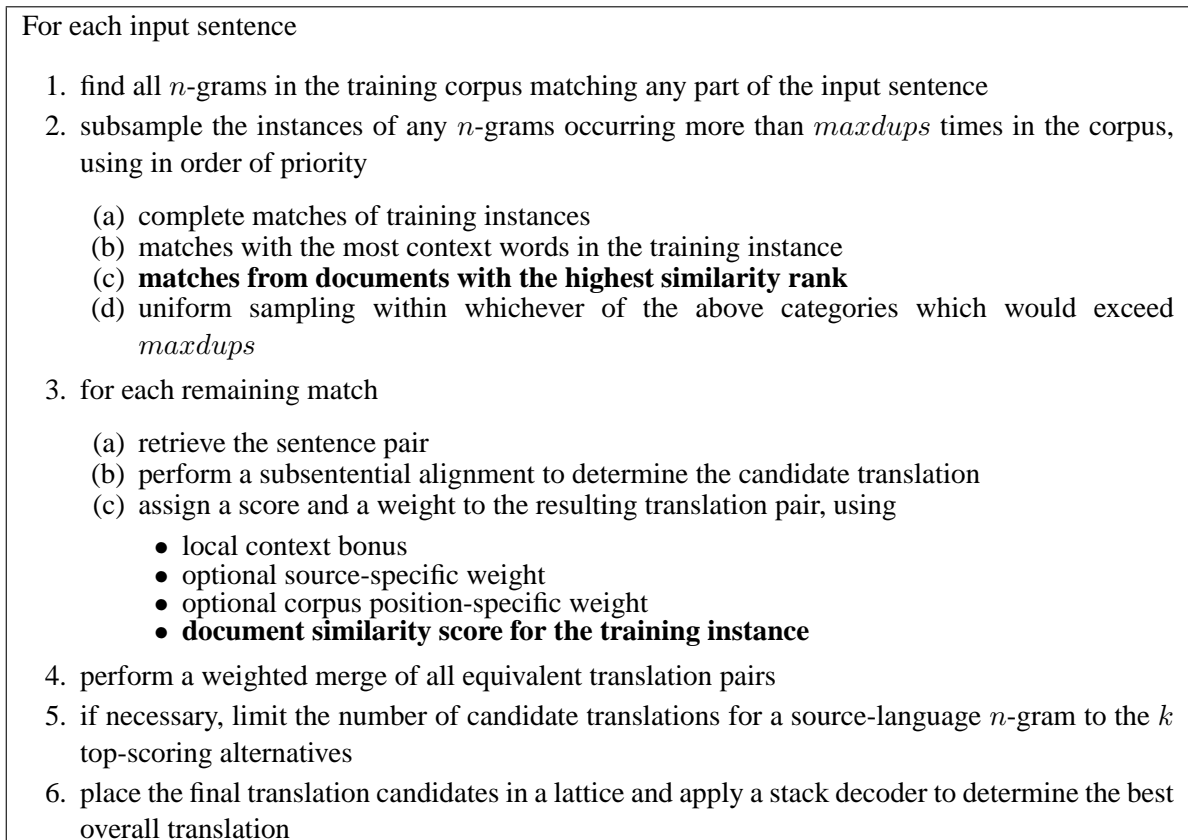 For each input sentence
1. find all n-grams in the training corpus matching any part of the input sentence
2. subsample the instances of any n-grams occurring more than maxdups times in the corpus,
using in order of priority
(a) complete matches of training instances
(b) matches with the most context words in the training instance
(c) matches from documents with the highest similarity rank
(d) uniform sampling within whichever of the above categories which would exceed
maxdups
3. for each remaining match
(a) retrieve the sentence pair
(b) perform a subsentential alignment to determine the candidate translation
(c) assign a score and a weight to the resulting translation pair, using
• local context bonus
• optional source-specific weight
• optional corpus position-specific weight
• document similarity score for the training instance
4. perform a weighted merge of all equivalent translation pairs
5. if necessary, limit the number of candidate translations for a source-language n-gram to the k
top-scoring alternatives
6. place the final translation candidates in a lattice and apply a stack decoder to determine the best
overall translation